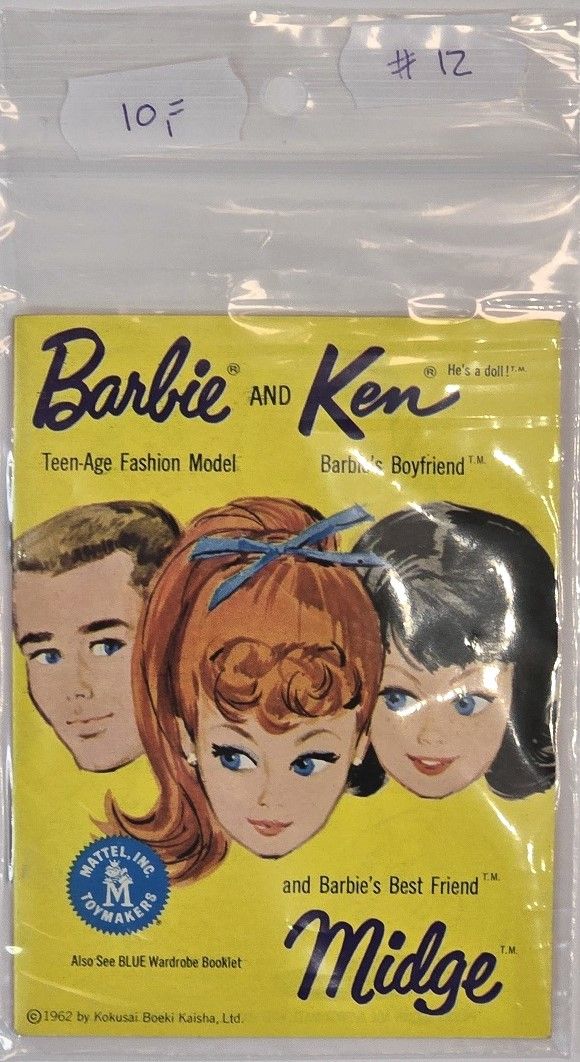 10,=
# 12
Barbie® AND Ken® He's a doll!T.M.
Teen-Age Fashion Model
Barbie's Boyfriend T.M.
MATTEL, INC.
M
TOYMAKERS
and Barbie's Best Friend T.M.
Midge T.M.
Also See BLUE Wardrobe Booklet
©1962 by Kokusai Boeki Kaisha, Ltd.